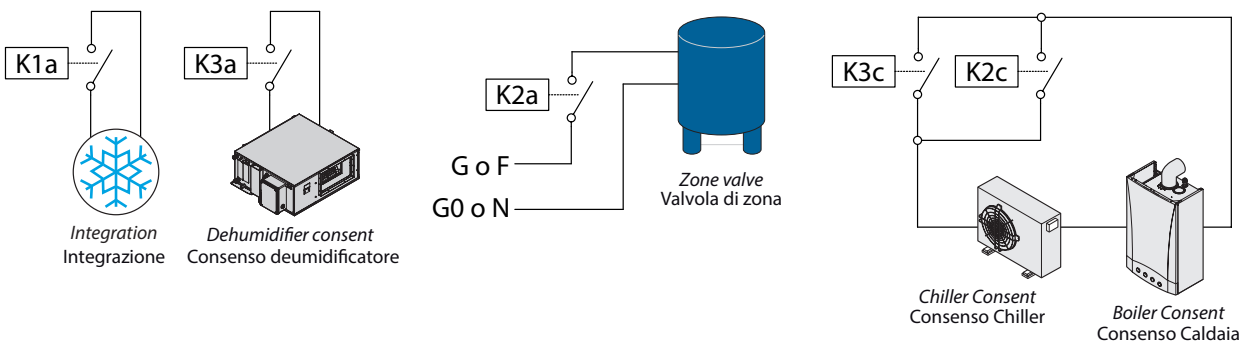 K1a
K3a
Integration
Integrazione
Dehumidifier consent
Consenso deumidificatore
K2a
G o F
G0 o N
Zone valve
Valvola di zona
K3c
K2c
Chiller Consent
Consenso Chiller
Boiler Consent
Consenso Caldaia